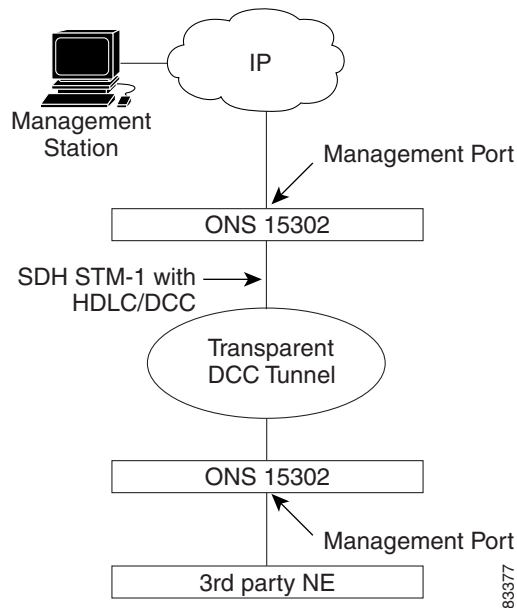 IP
Management
Station
Management Port
ONS 15302
SDH STM-1 with
HDLC/DCC
Transparent
DCC Tunnel
ONS 15302
Management Port
3rd party NE
83377